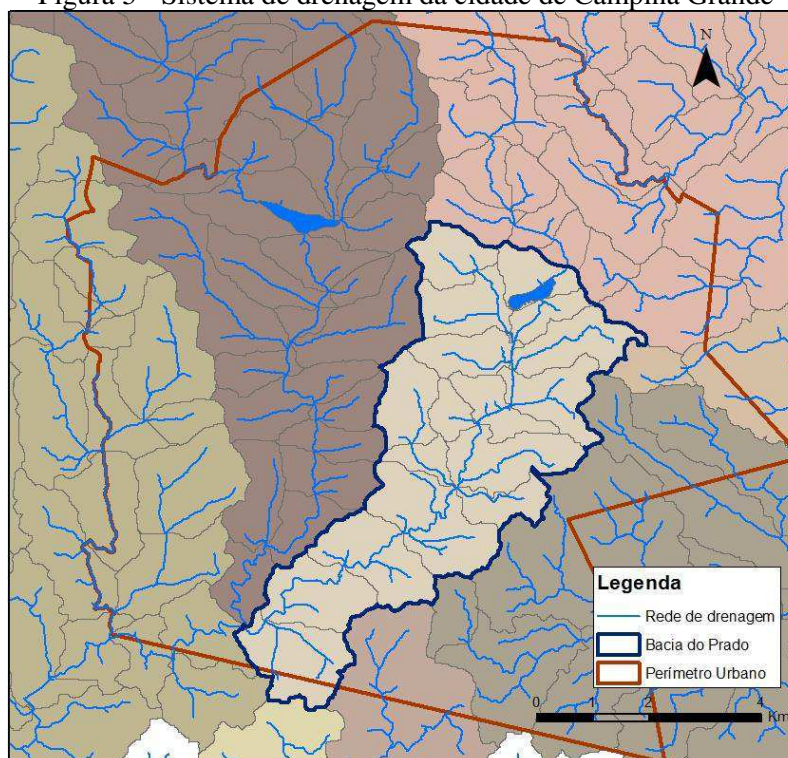 Figura 3 - Sistema de drenagem da cidade de Campina Grande
N
Legenda
Rede de drenagem
Bacia do Prado
Perímetro Urbano
0 1 2 4
Km